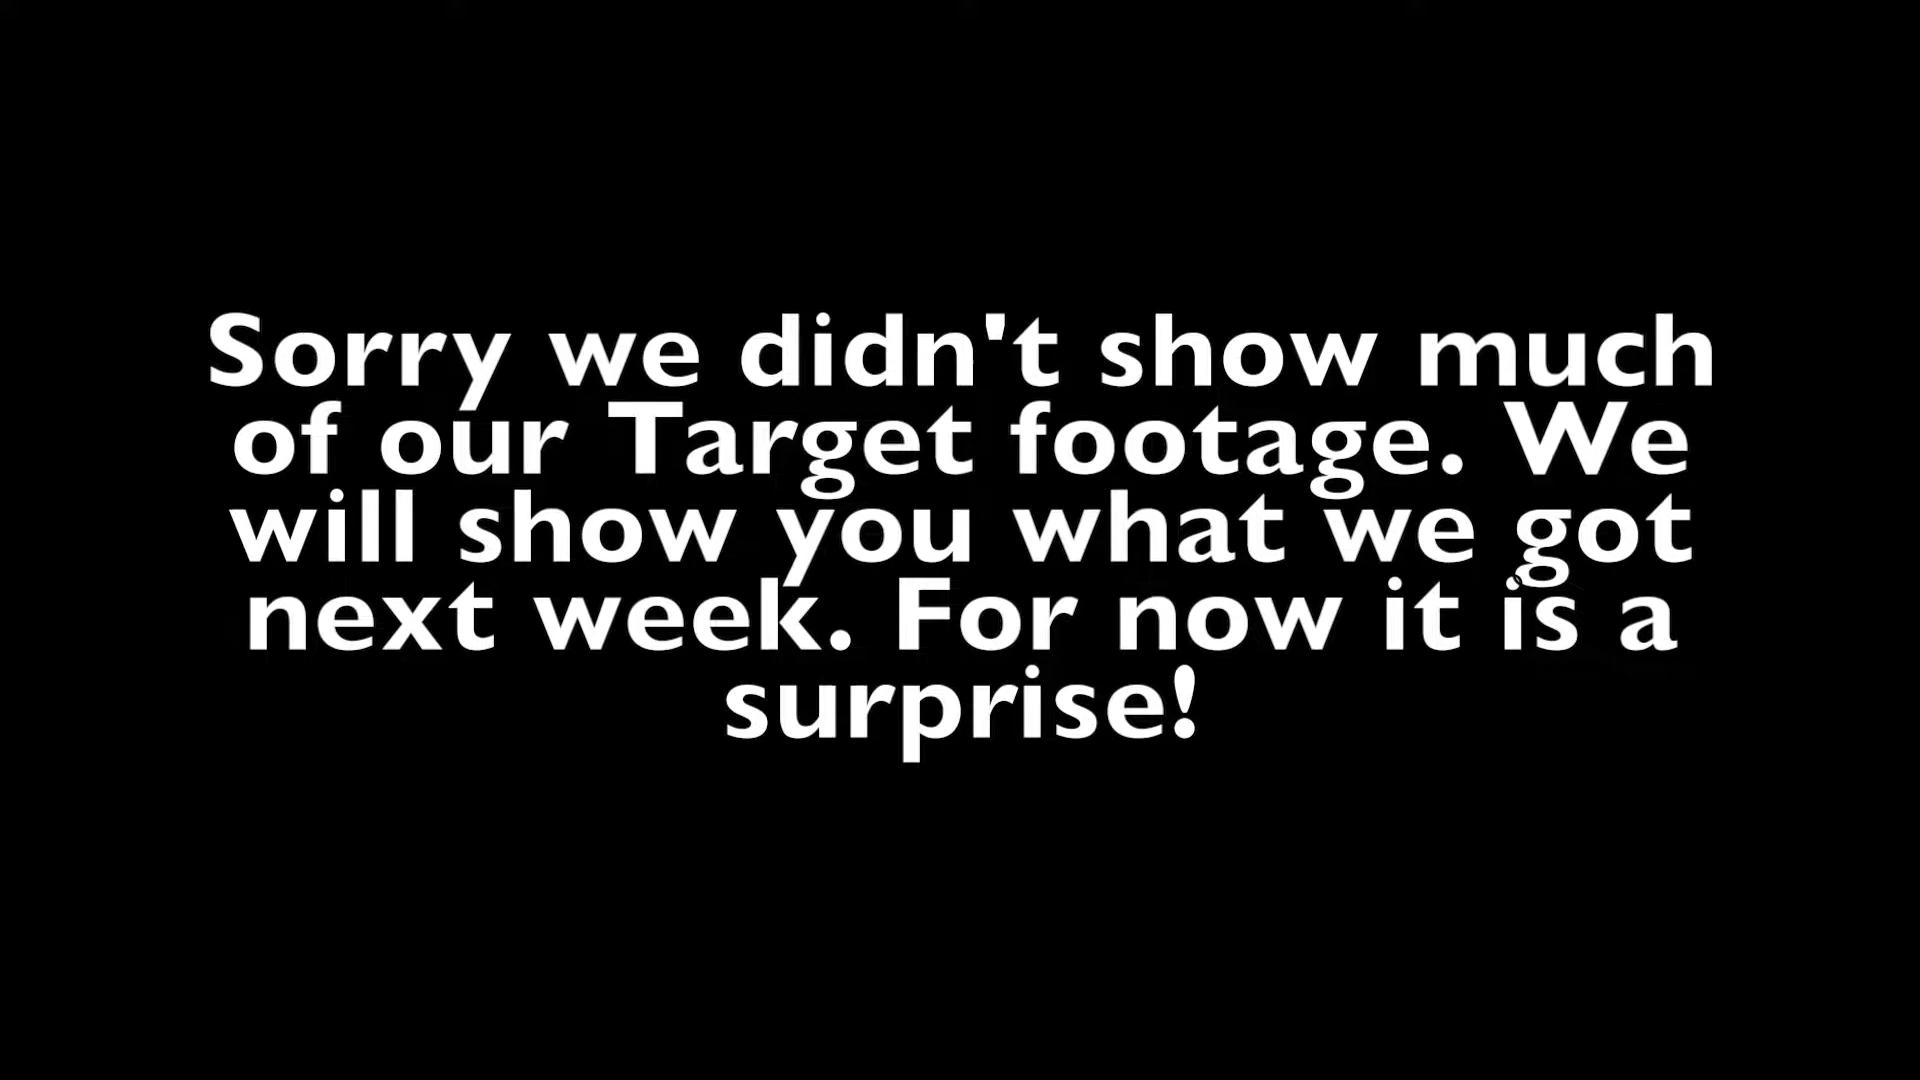 Sorry we didn't show much
of our Target footage. We
will show you what we got
next week. For now it is a
surprise!